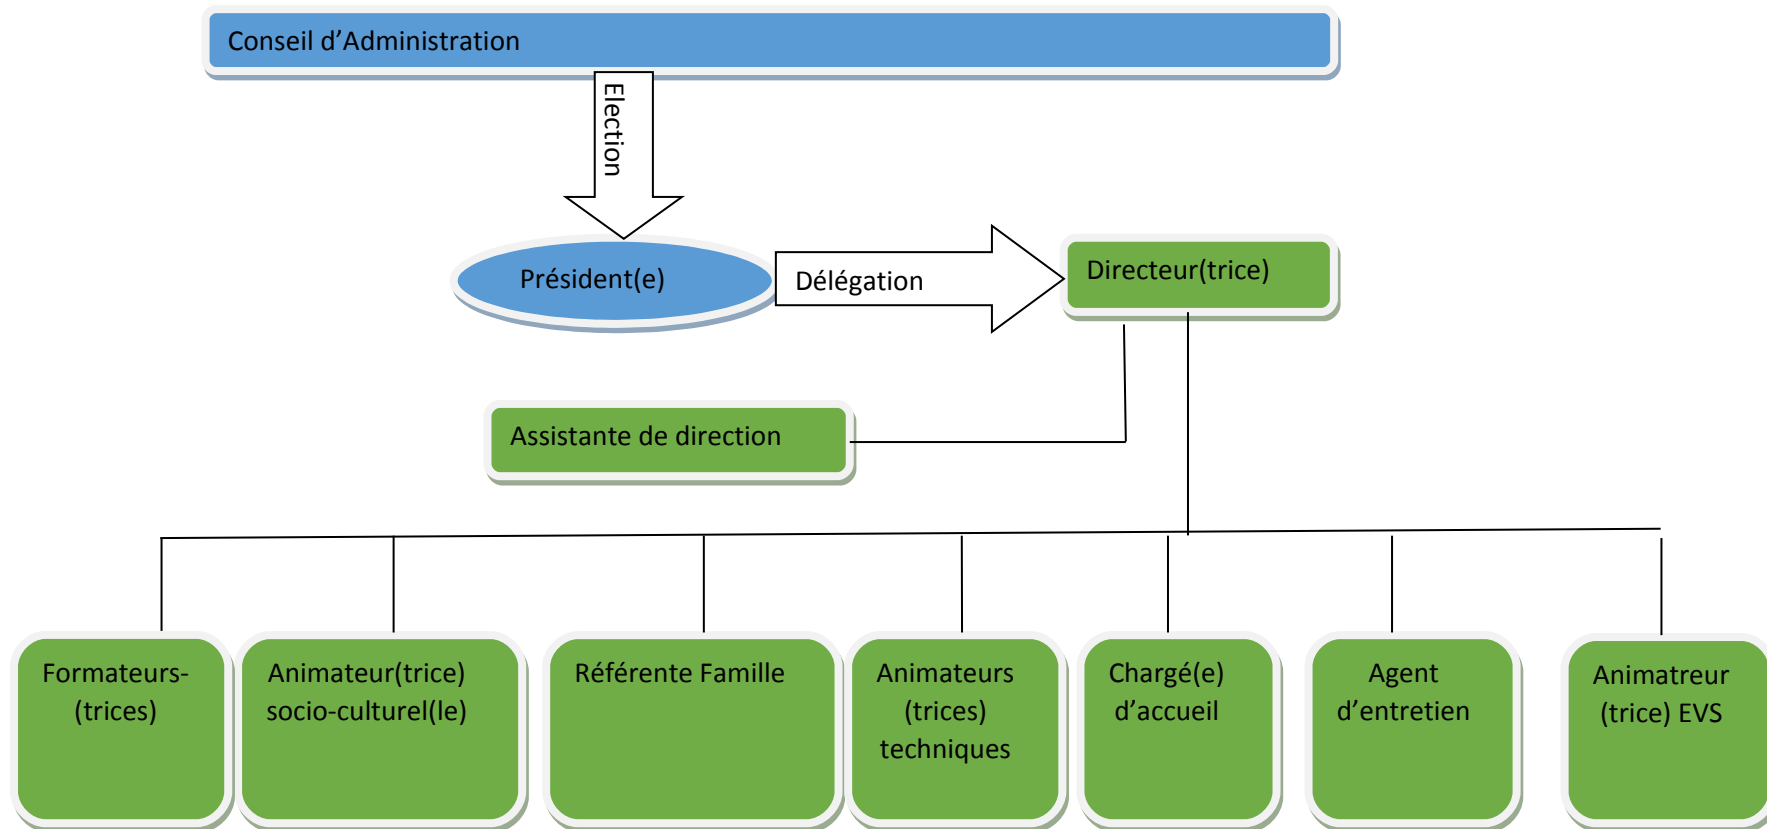 Conseil d’Administration
Election
Président(e)
Délégation
Directeur(trice)
Assistante de direction
Formateurs-
(trices)
Animateur(trice)
socio-culturel(le)
Référente Famille
Animateurs
(trices)
techniques
Chargé(e)
d’accueil
Agent
d’entretien
Animatreur
(trice) EVS